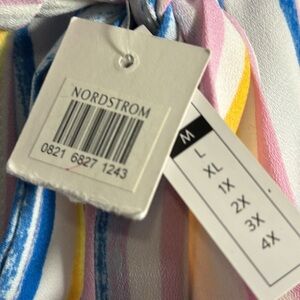 NORDSTROM
0821 6827 1243
M
L
XL
1X
2X
3X
4X